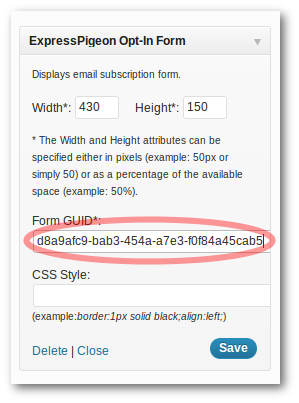 ExpressPigeon Opt-In Form
Displays email subscription form.
Width*: 430 Height*: 150
* The Width and Height attributes can be
specified either in pixels (example: 50px or
simply 50) or as a percentage of the available
space (example: 50%).
Form GUID*:
d8a9afc9-bab3-454a-a7e3-f0f84a45cab5
CSS Style:
(example:border:1px solid black;align:left;)
Delete | Close
Save